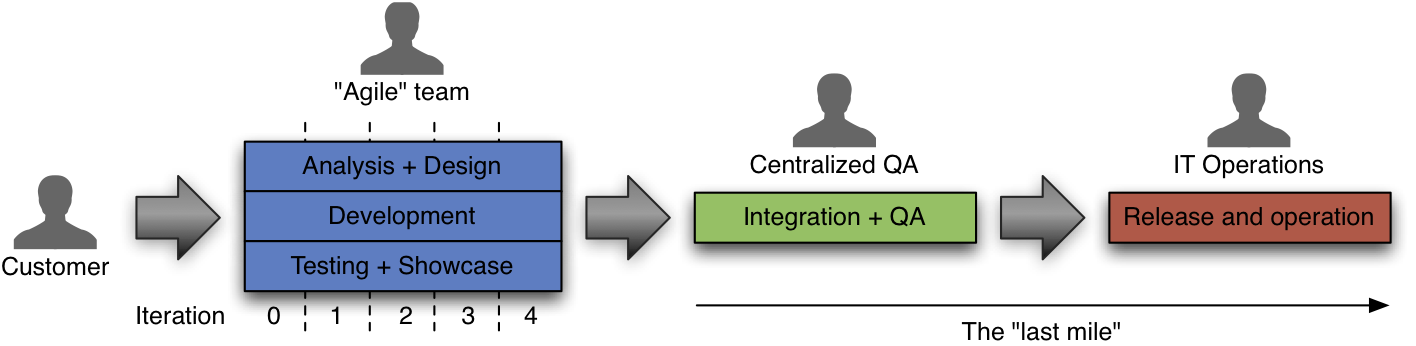 "Agile" team
Customer
Analysis + Design
Development
Testing + Showcase
Iteration 0 1 2 3 4
Centralized QA
Integration + QA
IT Operations
Release and operation
The "last mile"